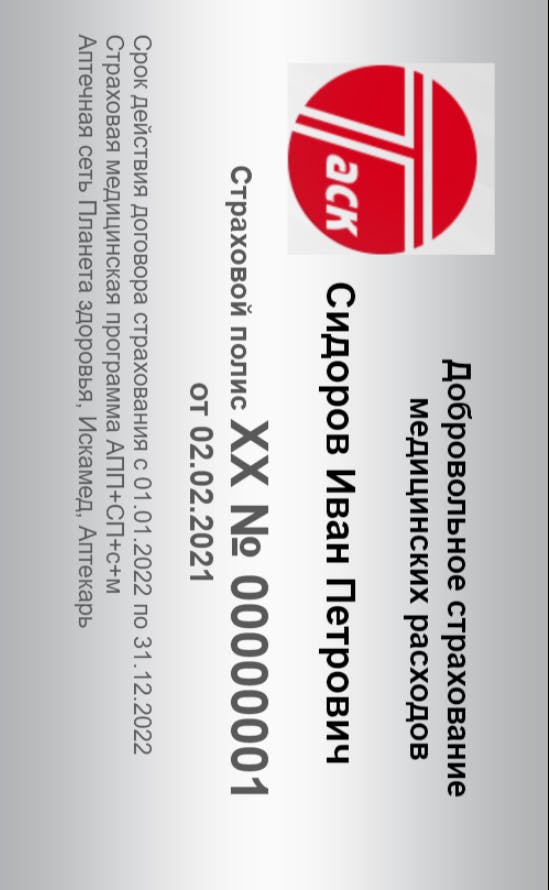 Добровольное страхование
медицинских расходов
Таск
Сидоров Иван Петрович
Страховой полис XX № 00000001
от 02.02.2021
Срок действия договора страхования с 01.01.2022 по 31.12.2022
Страховая медицинская программа АПП+СП+с+м
Аптечная сеть Планета здоровья, Искамед, Аптекарь